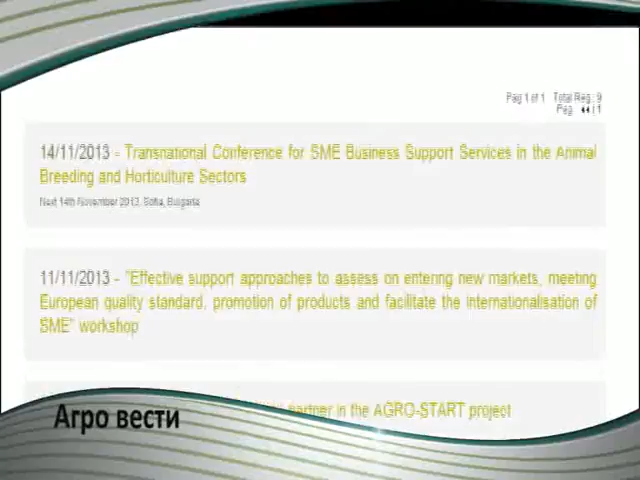 Pag 1 of 1 Total Reg.: 9
Pag.
14/11/2013 - Transnational Conference for SME Business Support Services in the Animal
Breeding and Horticulture Sectors
Next 14th November 2013, Sofia, Bulgaria
11/11/2013 - "Effective support approaches to assess on entering new markets, meeting
European quality standard, promotion of products and facilitate the internationalisation of
SME" workshop
partner in the AGRO-START project
Агро вести